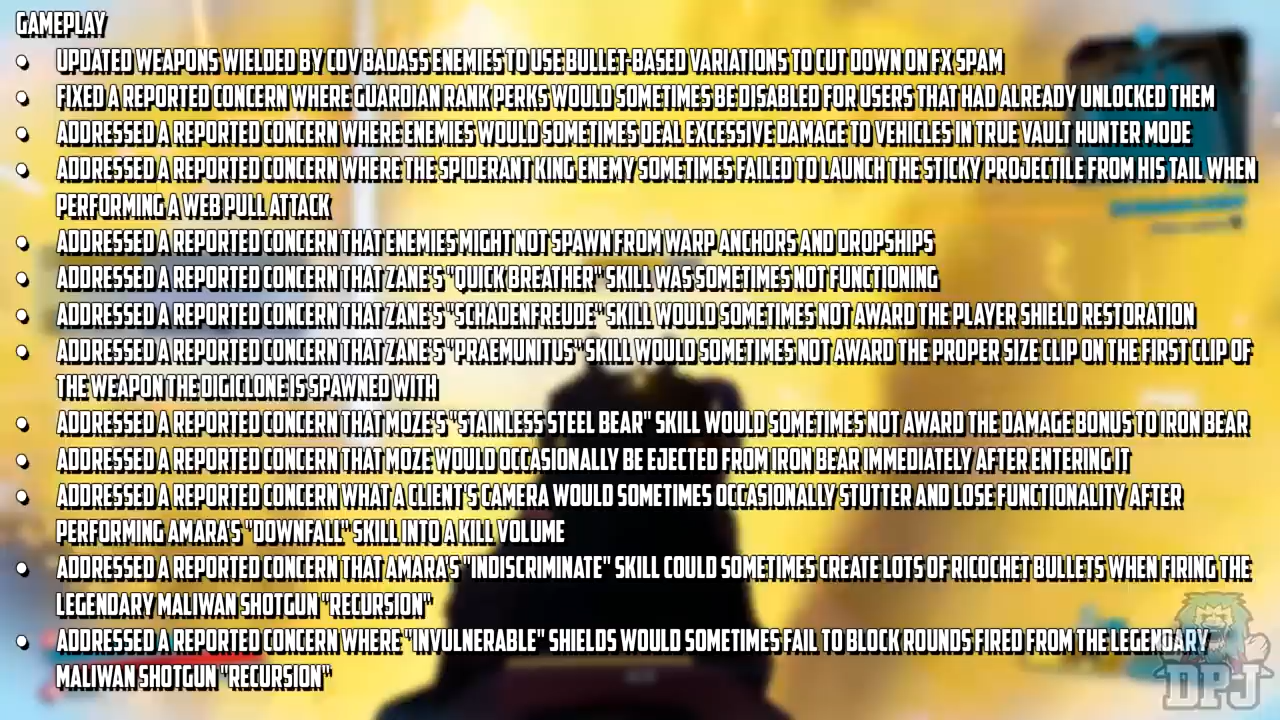 GAMEPLAY
• UPDATED WEAPONS WIELDED BY COV BADASS ENEMIES TO USE BULLET-BASED VARIATIONS TO CUT DOWN ON FX SPAM
• FIXED A REPORTED CONCERN WHERE GUARDIAN RANK PERKS WOULD SOMETIMES BE DISABLED FOR USERS THAT HAD ALREADY UNLOCKED THEM
• ADDRESSED A REPORTED CONCERN WHERE ENEMIES WOULD SOMETIMES DEAL EXCESSIVE DAMAGE TO VEHICLES IN TRUE VAULT HUNTER MODE
• ADDRESSED A REPORTED CONCERN WHERE THE SPIDERANT KING ENEMY SOMETIMES FAILED TO LAUNCH THE STICKY PROJECTILE FROM HIS TAIL WHEN
PERFORMING A WEB PULL ATTACK
• ADDRESSED A REPORTED CONCERN THAT ENEMIES MIGHT NOT SPAWN FROM WARP ANCHORS AND DROPSHIPS
• ADDRESSED A REPORTED CONCERN THAT ZANE'S "QUICK BREATHER" SKILL WAS SOMETIMES NOT FUNCTIONING
• ADDRESSED A REPORTED CONCERN THAT ZANE'S "SCHADENFREUDE" SKILL WOULD SOMETIMES NOT AWARD THE PLAYER SHIELD RESTORATION
• ADDRESSED A REPORTED CONCERN THAT ZANE'S "PRAEMUNITUS" SKILL WOULD SOMETIMES NOT AWARD THE PROPER SIZE CLIP ON THE FIRST CLIP OF
THE WEAPON THE DIGICLONE IS SPAWNED WITH
• ADDRESSED A REPORTED CONCERN THAT MOZE'S "STAINLESS STEEL BEAR" SKILL WOULD SOMETIMES NOT AWARD THE DAMAGE BONUS TO IRON BEAR
• ADDRESSED A REPORTED CONCERN THAT MOZE WOULD OCCASIONALLY BE EJECTED FROM IRON BEAR IMMEDIATELY AFTER ENTERING IT
• ADDRESSED A REPORTED CONCERN WHAT A CLIENT'S CAMERA WOULD SOMETIMES OCCASIONALLY STUTTER AND LOSE FUNCTIONALITY AFTER
PERFORMING AMARA'S "DOWNFALL" SKILL INTO A KILL VOLUME
• ADDRESSED A REPORTED CONCERN THAT AMARA'S "INDISCRIMINATE" SKILL COULD SOMETIMES CREATE LOTS OF RICOCHET BULLETS WHEN FIRING THE
LEGENDARY MALIWAN SHOTGUN "RECURSION"
• ADDRESSED A REPORTED CONCERN WHERE "INVULNERABLE" SHIELDS WOULD SOMETIMES FAIL TO BLOCK ROUNDS FIRED FROM THE LEGENDARY
MALIWAN SHOTGUN "RECURSION"
DPJ